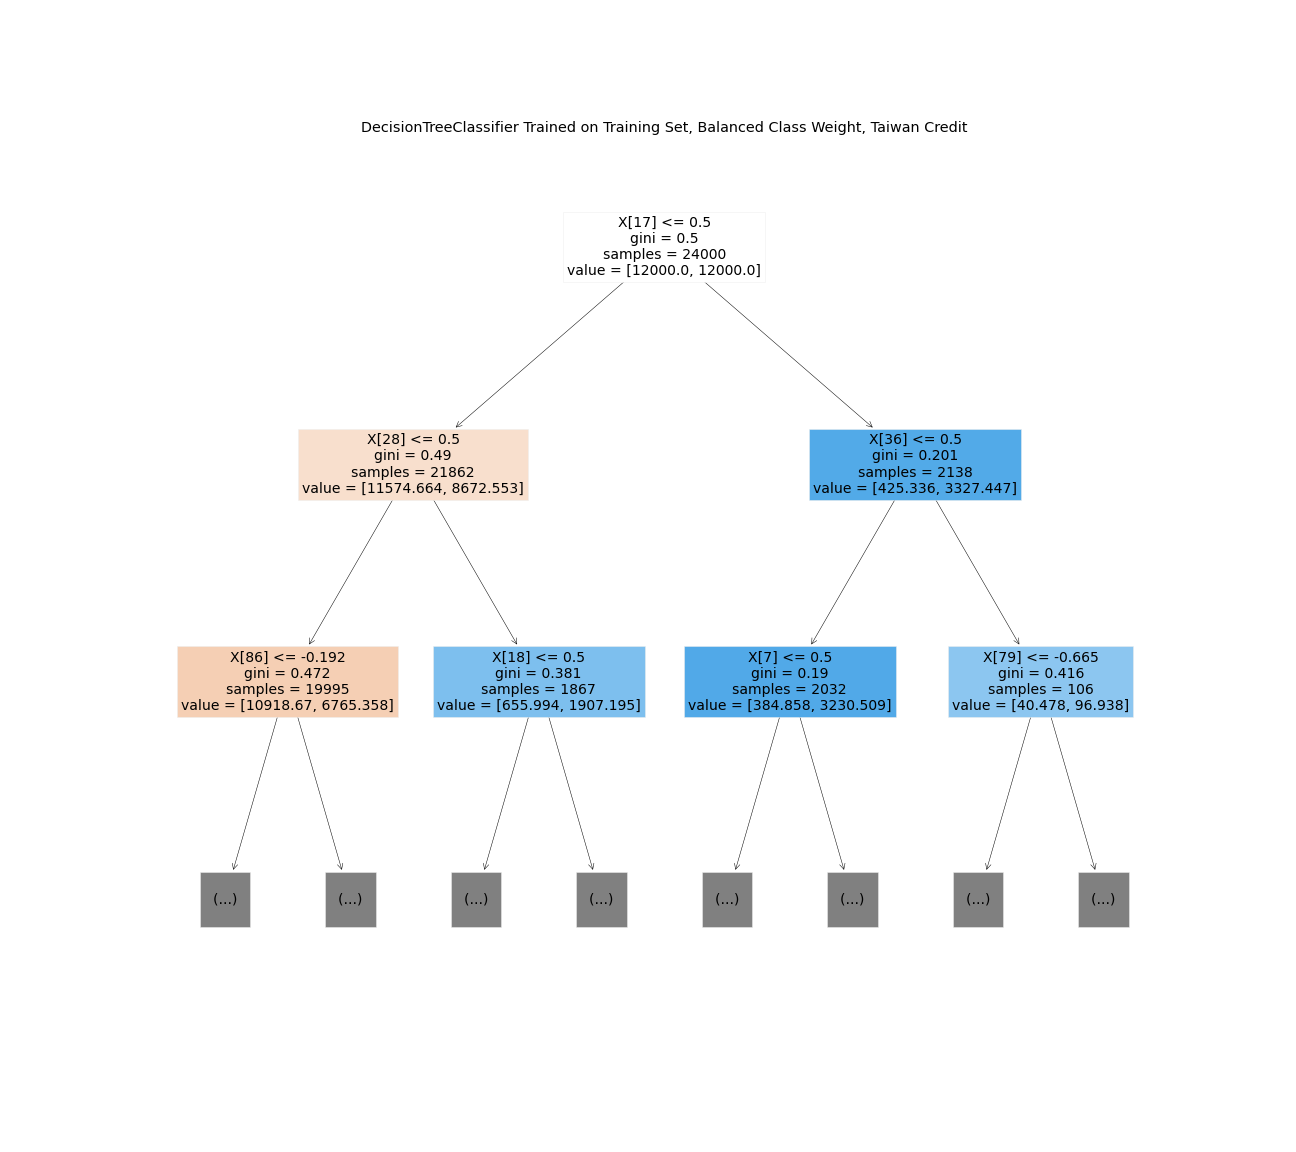 DecisionTreeClassifier Trained on Training Set, Balanced Class Weight, Taiwan Credit
X[17] <= 0.5
gini = 0.5
samples = 24000
value = [12000.0, 12000.0]
X[28] <= 0.5
gini = 0.49
samples = 21862
value = [11574.664, 8672.553]
X[36] <= 0.5
gini = 0.201
samples = 2138
value = [425.336, 3327.447]
X[86] <= -0.192
gini = 0.472
samples = 19995
value = [10918.67, 6765.358]
X[18] <= 0.5
gini = 0.381
samples = 1867
value = [655.994, 1907.195]
X[7] <= 0.5
gini = 0.19
samples = 2032
value = [384.858, 3230.509]
X[79] <= -0.665
gini = 0.416
samples = 106
value = [40.478, 96.938]
(...)
(...)
(...)
(...)
(...)
(...)
(...)
(...)